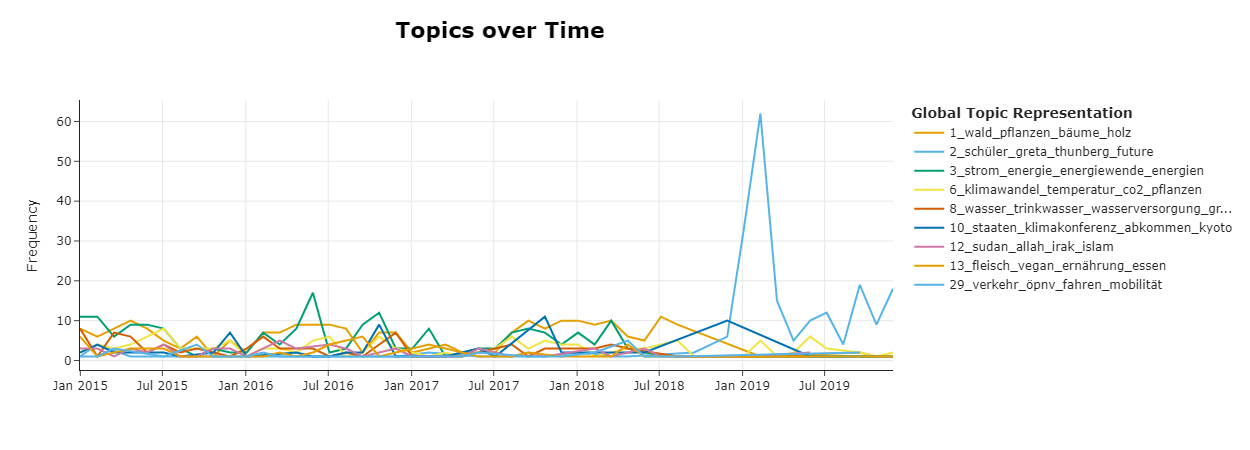 Topics over Time
Global Topic Representation
1_wald_pflanzen_bäume_holz
2_schüler_greta_thunberg_future
3_strom_energie_energiewende_energien
6_klimawandel_temperatur_co2_pflanzen
8_wasser_trinkwasser_wasserversorgung_gr...
10_staaten_klimakonferenz_abkommen_kyoto
12_sudan_allah_irak_islam
13_fleisch_vegan_ernährung_essen
29_verkehr_öpnv_fahren_mobilität
Frequency
60
50
40
30
20
10
0
Jan 2015 Jul 2015 Jan 2016 Jul 2016 Jan 2017 Jul 2017 Jan 2018 Jul 2018 Jan 2019 Jul 2019